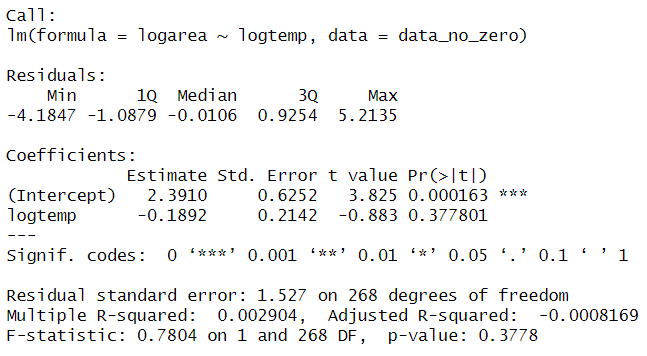 Call:
lm(formula = logarea ~ logtemp, data = data_no_zero)
Residuals:
Min 1Q Median 3Q Max
-4.1847 -1.0879 -0.0106 0.9254 5.2135
Coefficients:
Estimate Std. Error t value Pr(>|t|)
(Intercept) 2.3910 0.6252 3.825 0.000163 ***
logtemp -0.1892 0.2142 -0.883 0.377801
---
Signif. codes: 0 ‘***’ 0.001 ‘**’ 0.01 ‘*’ 0.05 ‘.’ 0.1 ‘ ’ 1
Residual standard error: 1.527 on 268 degrees of freedom
Multiple R-squared: 0.002904, Adjusted R-squared: -0.0008169
F-statistic: 0.7804 on 1 and 268 DF, p-value: 0.3778